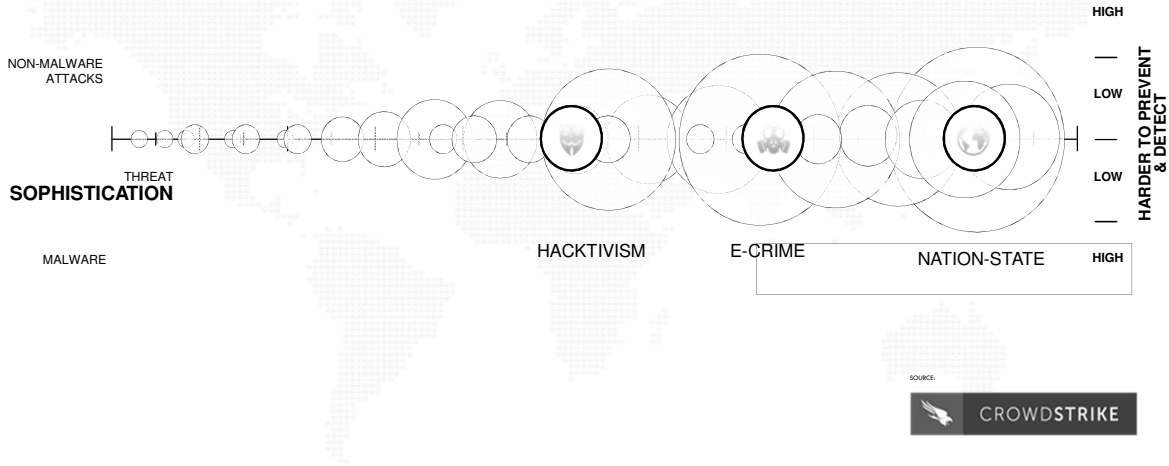 HIGH
NON-MALWARE
ATTACKS
LOW
HARDER TO PREVENT
& DETECT
THREAT
SOPHISTICATION
LOW
MALWARE
HACKTIVISM
E-CRIME
NATION-STATE
HIGH
SOURCE:
CROWDSTRIKE